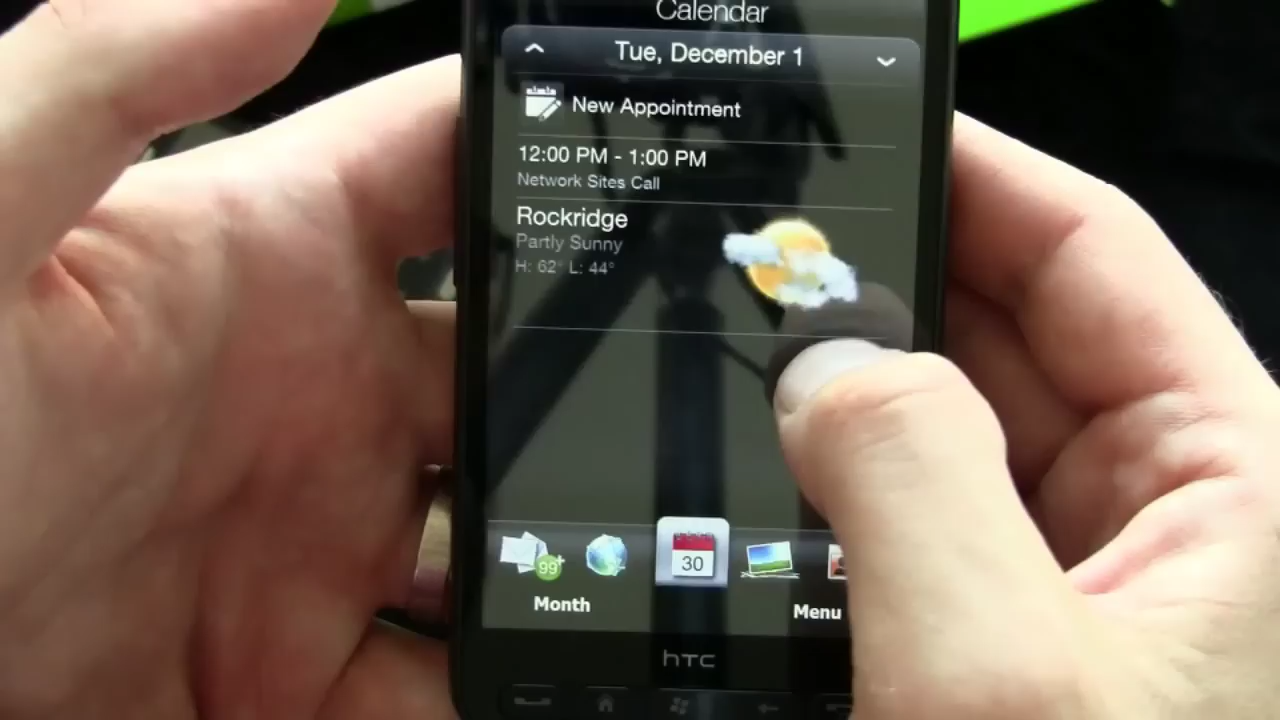 Calendar
Tue, December 1
New Appointment
12:00 PM - 1:00 PM
Network Sites Call
Rockridge
Partly Sunny
H: 62° L: 44°
99+
30
Month
Menu
hTC